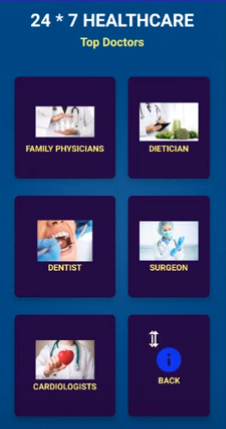 24 * 7 HEALTHCARE
Top Doctors
FAMILY PHYSICIANS
DIETICIAN
DENTIST
SURGEON
CARDIOLOGISTS
BACK